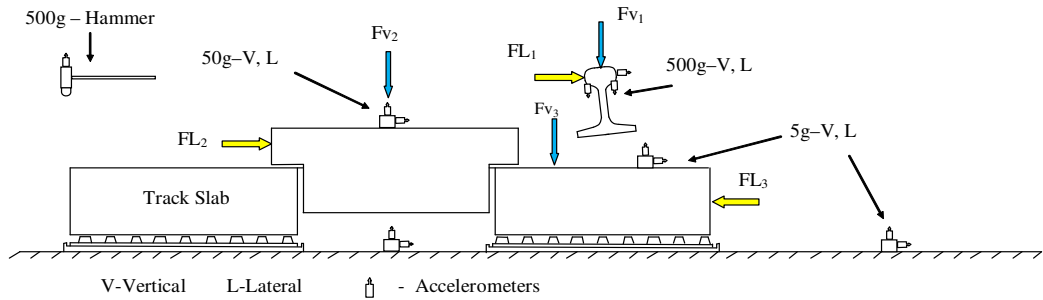 500g – Hammer
Fv₂
Fv₁
50g–V, L
FL₁
500g–V, L
Fv₃
FL₂
5g–V, L
Track Slab
FL₃
V-Vertical L-Lateral - Accelerometers